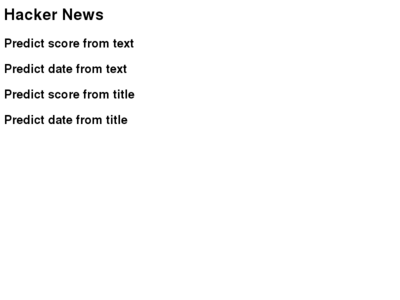 Hacker News
Predict score from text
Predict date from text
Predict score from title
Predict date from title